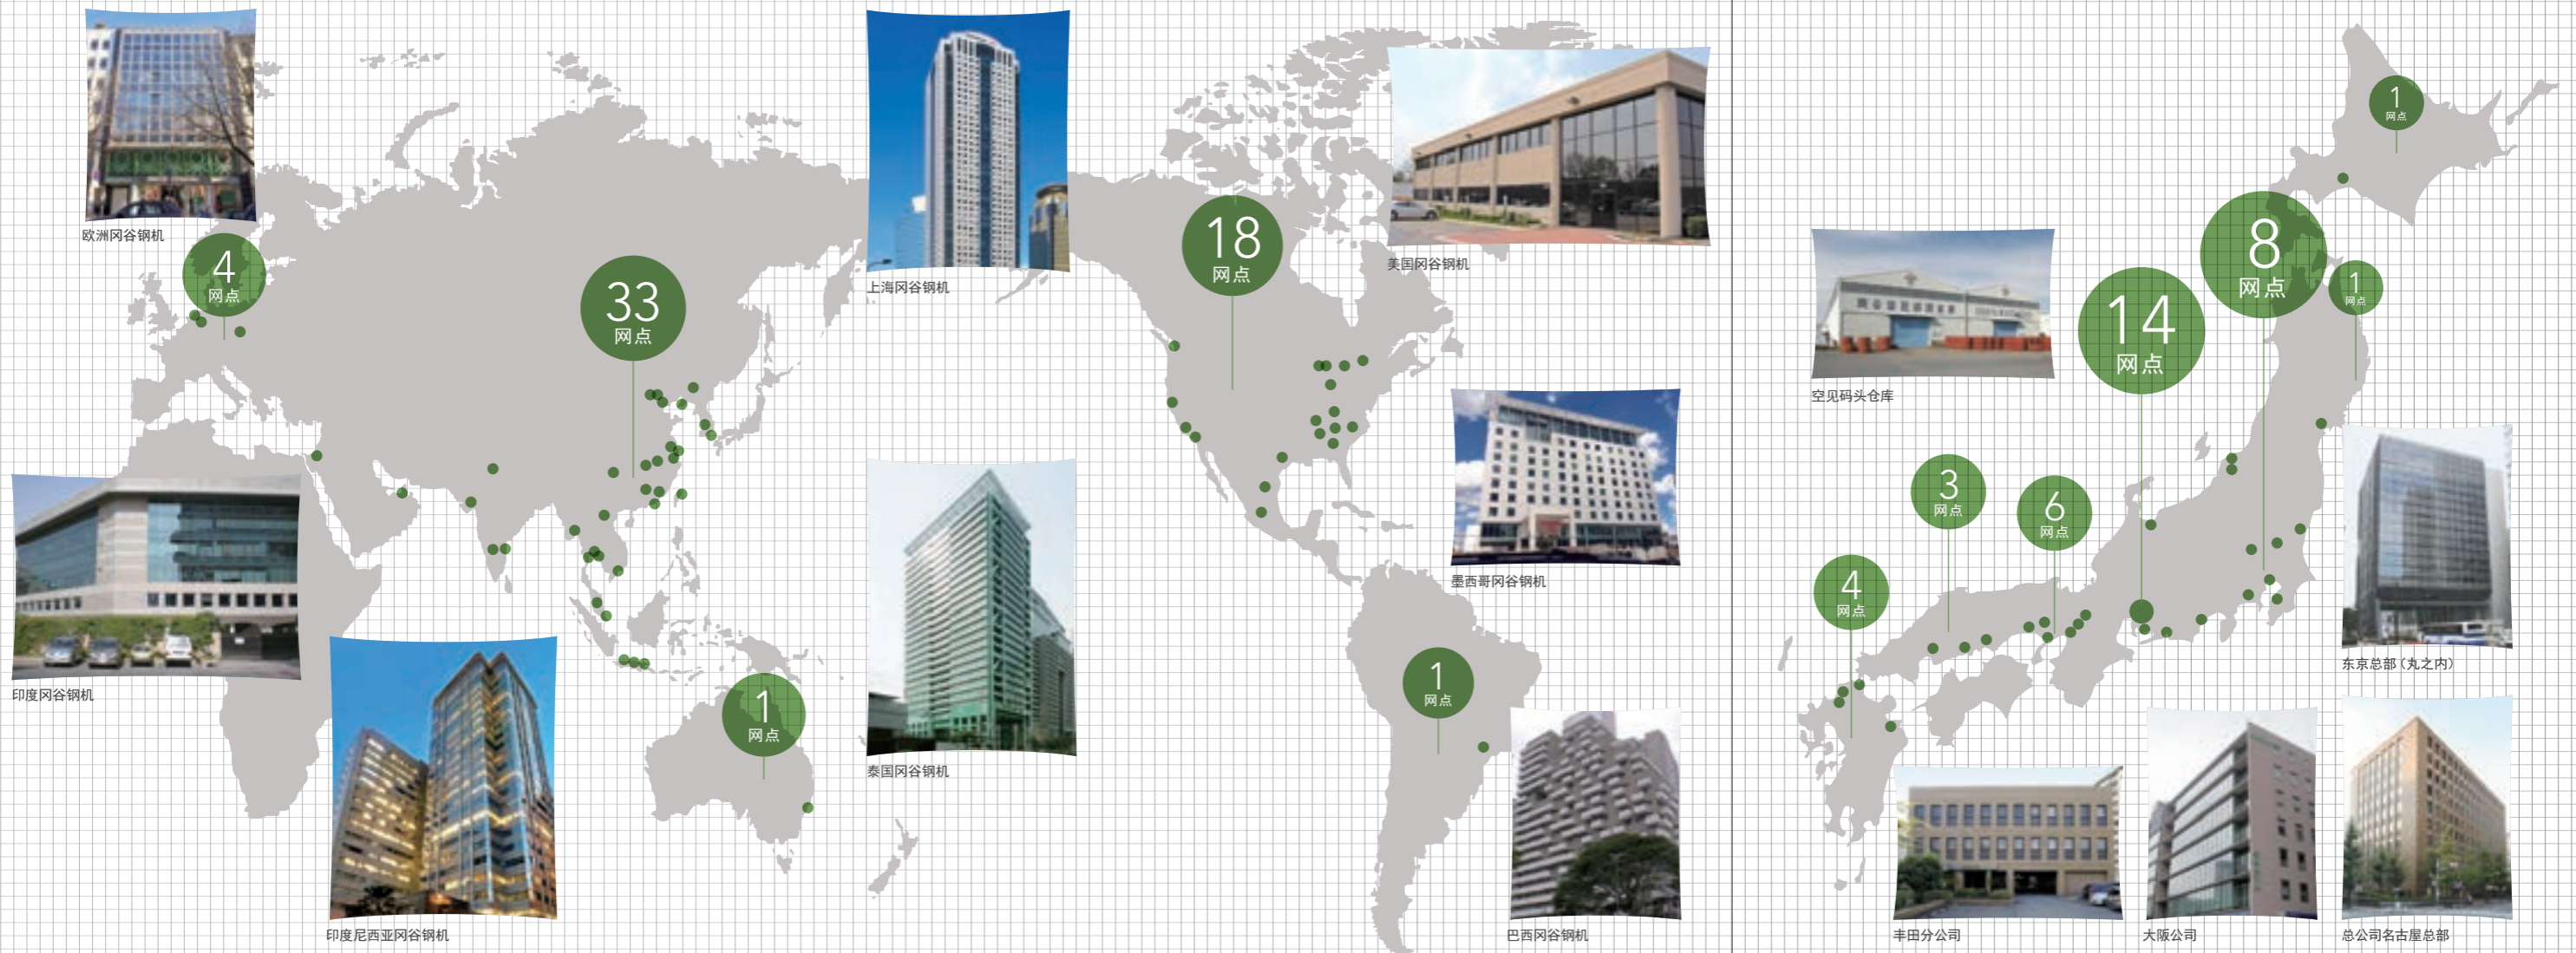 欧洲冈谷钢机
4
网点
33
网点
上海冈谷钢机
18
网点
美国冈谷钢机
印度冈谷钢机
印度尼西亚冈谷钢机
1
网点
泰国冈谷钢机
墨西哥冈谷钢机
1
网点
巴西冈谷钢机
1
网点
8
网点
1
网点
14
网点
空见码头仓库
3
网点
6
网点
4
网点
东京总部（丸之内）
丰田分公司
大阪公司
总公司名古屋总部